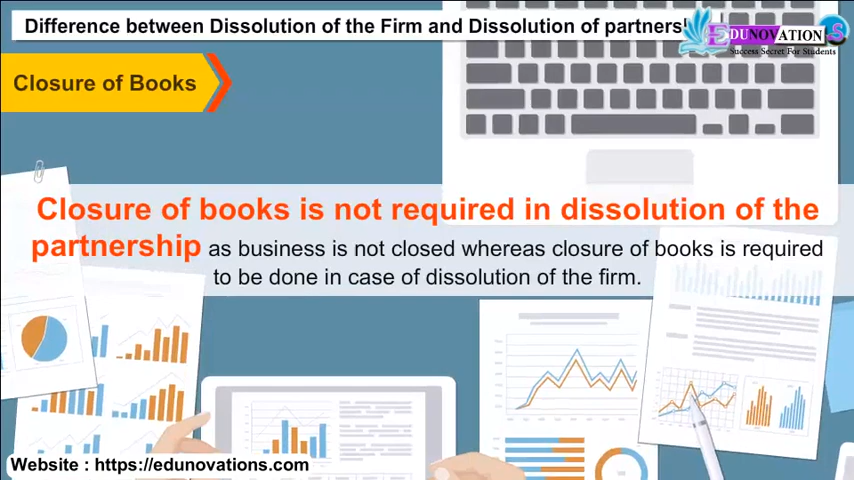 Difference between Dissolution of the Firm and Dissolution of
EDUNOVATIONS
Success Secret For Students
Closure of Books
Closure of books is not required in dissolution of the
partnership as business is not closed whereas closure of books is required
to be done in case of dissolution of the firm.
Website : https://edunovations.com